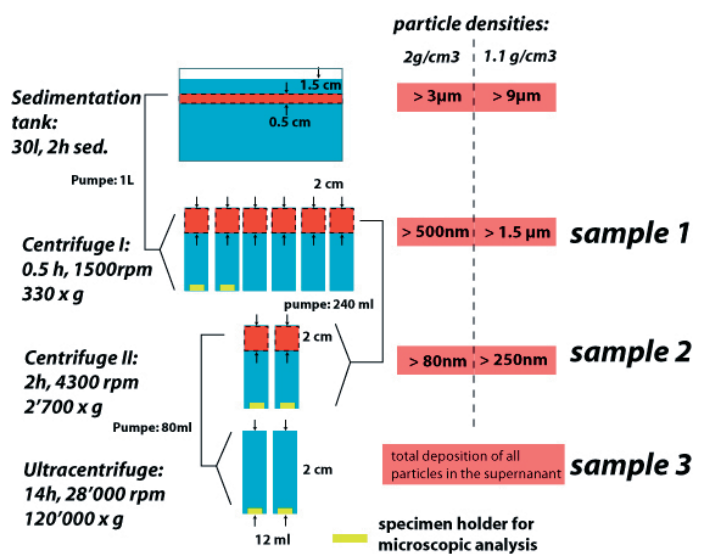 particle densities:
2g/cm3
1.1 g/cm3
1.5 cm
Sedimentation
tank:
30l, 2h sed.
0.5 cm
> 3µm
> 9µm
Pumpe: 1L
2 cm
Centrifuge I:
0.5 h, 1500rpm
330 x g
> 500nm
> 1.5 µm
sample 1
pumpe: 240 ml
2 cm
Centrifuge II:
2h, 4300 rpm
2'700 x g
> 80nm
> 250nm
sample 2
Pumpe: 80ml
Ultracentrifuge:
14h, 28'000 rpm
120'000 x g
2 cm
total deposition of all
particles in the supernanant
sample 3
12 ml
specimen holder for
microscopic analysis